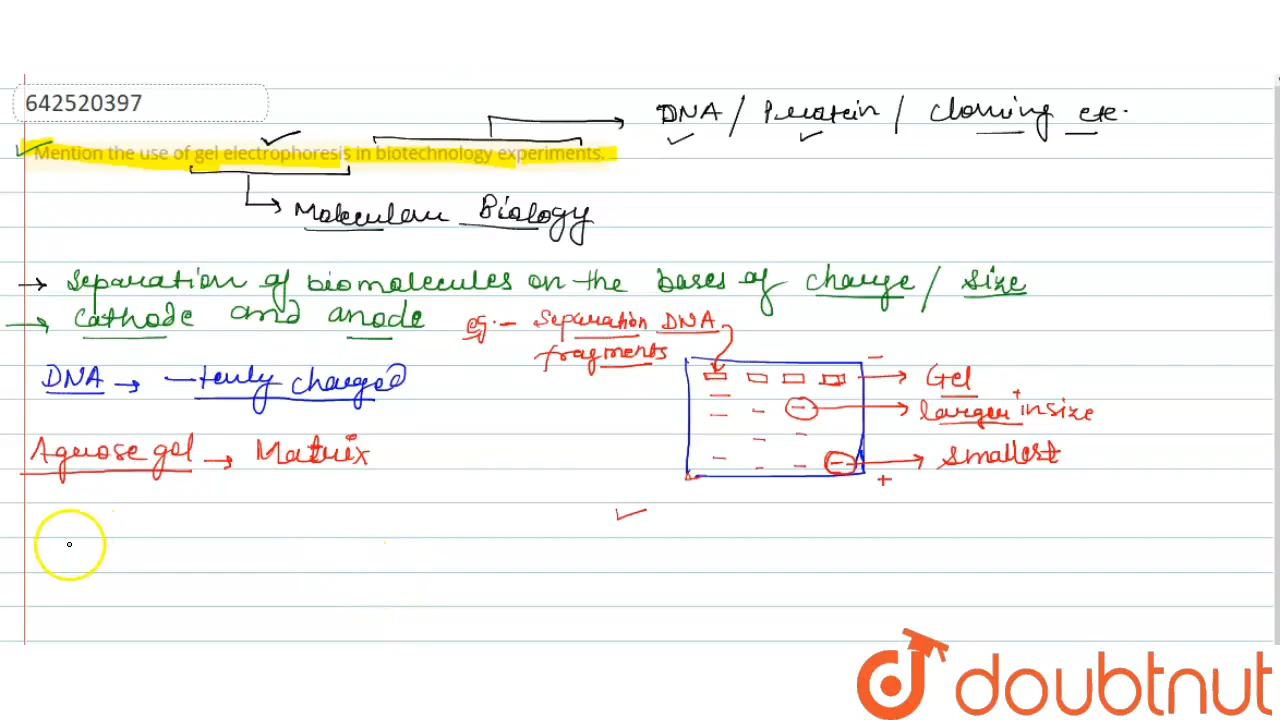 642520397
DNA / Protein / Cloning etc.
Mention the use of gel electrophoresis in biotechnology experiments.
Molecular Biology
→ Separation of biomolecules on the bases of charge / size
→ Cathode and anode
eg:- Separation DNA
fragments
DNA → -tively charged
-
→ Gel
→ larger in size
+
Agarose gel → Matrix
→ smallest
+
doubtnut